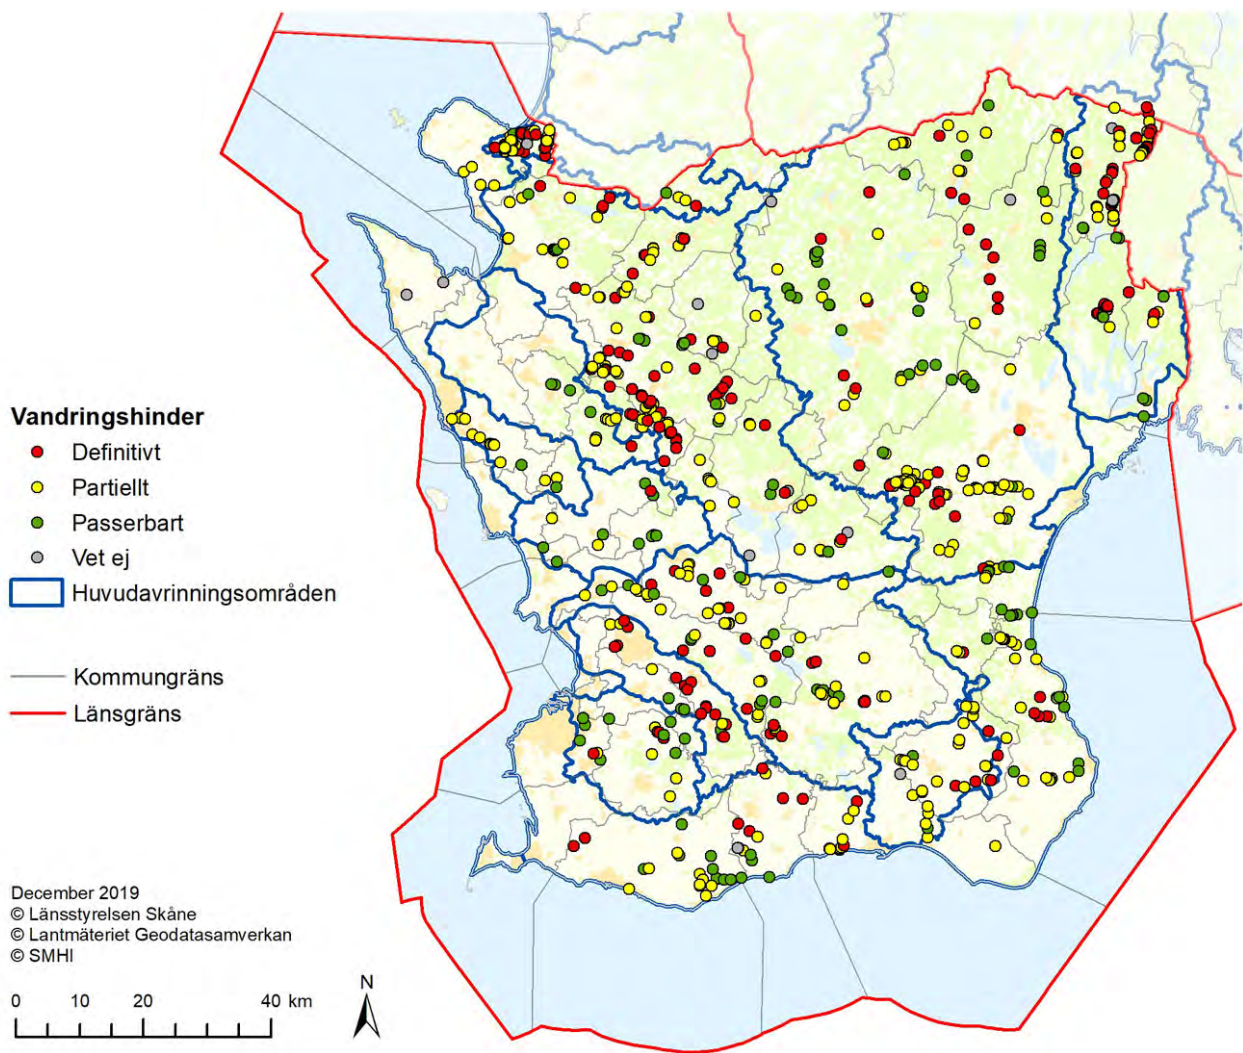 Vandringshinder
Definitivt
Partiellt
Passerbart
Vet ej
Huvudavrinningsområden
Kommungräns
Länsgräns
December 2019
© Länsstyrelsen Skåne
© Lantmäteriet Geodatasamverkan
© SMHI
N
0 10 20 40 km